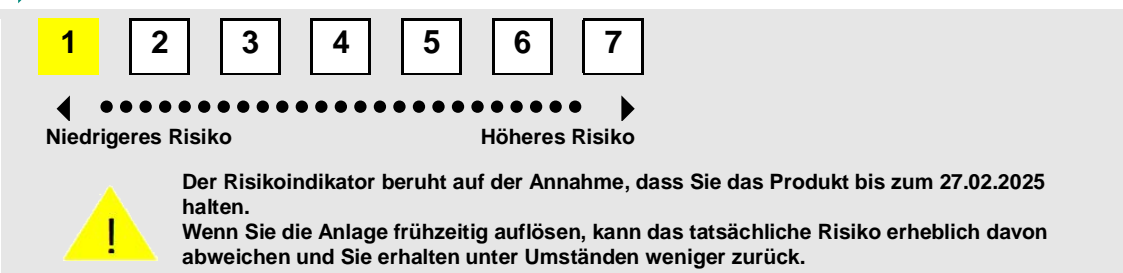 1 2 3 4 5 6 7
Niedrigeres Risiko Höheres Risiko
Der Risikoindikator beruht auf der Annahme, dass Sie das Produkt bis zum 27.02.2025
halten.
Wenn Sie die Anlage frühzeitig auflösen, kann das tatsächliche Risiko erheblich davon
abweichen und Sie erhalten unter Umständen weniger zurück.
!